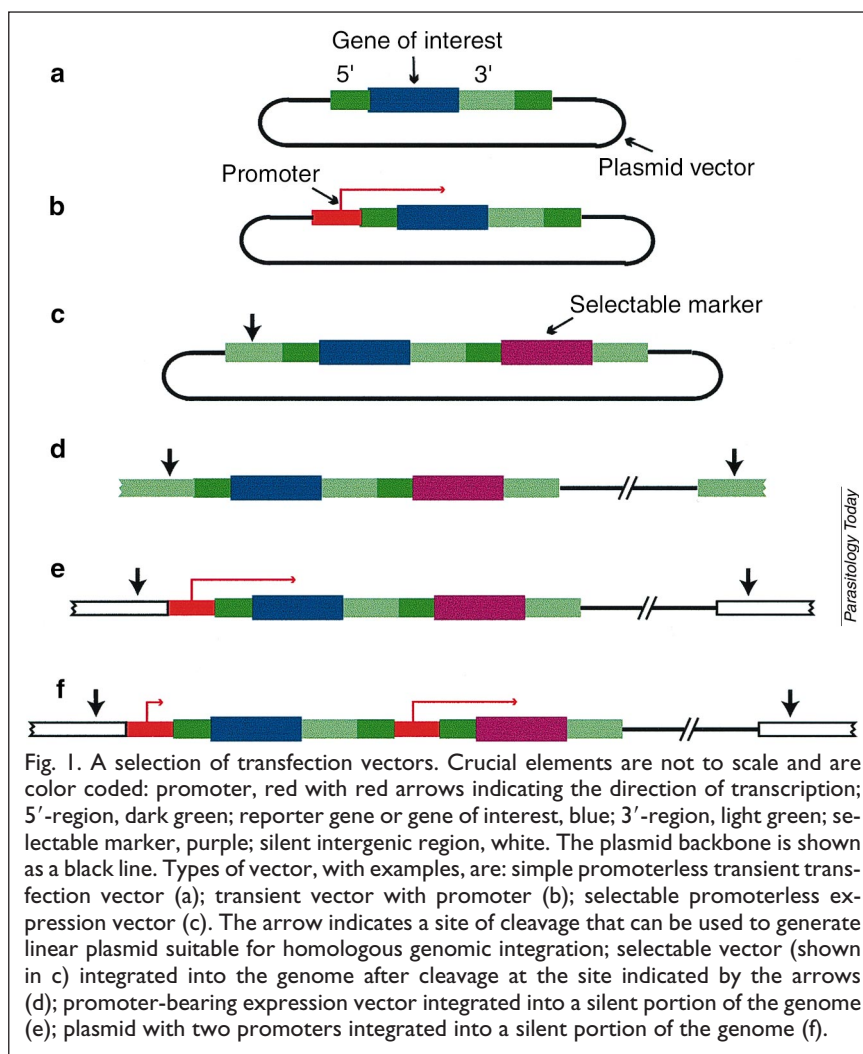 Gene of interest
a
5′
3′
Plasmid vector
Promoter
b
c
Selectable marker
d
e
f
Parasitology Today
Fig. 1. A selection of transfection vectors. Crucial elements are not to scale and are
color coded: promoter, red with red arrows indicating the direction of transcription;
5′-region, dark green; reporter gene or gene of interest, blue; 3′-region, light green; se-
lectable marker, purple; silent intergenic region, white. The plasmid backbone is shown
as a black line. Types of vector, with examples, are: simple promoterless transient trans-
fection vector (a); transient vector with promoter (b); selectable promoterless ex-
pression vector (c). The arrow indicates a site of cleavage that can be used to generate
linear plasmid suitable for homologous genomic integration; selectable vector (shown
in c) integrated into the genome after cleavage at the site indicated by the arrows
(d); promoter-bearing expression vector integrated into a silent portion of the genome
(e); plasmid with two promoters integrated into a silent portion of the genome (f).